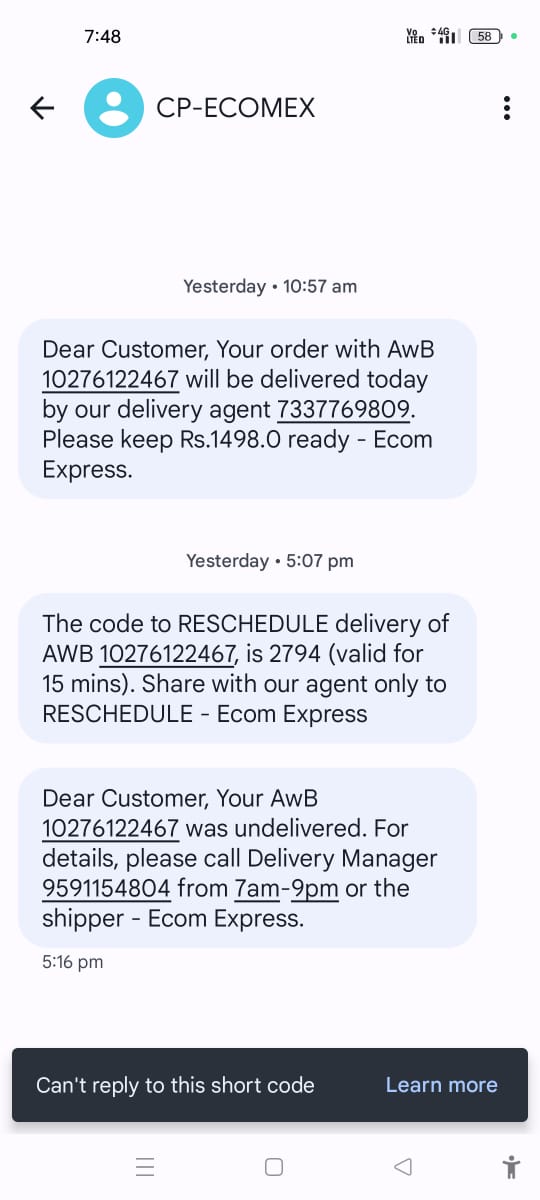 7:48
Vo LTED 4G 58
CP-ECOMEX
Yesterday • 10:57 am
Dear Customer, Your order with AwB
10276122467 will be delivered today
by our delivery agent 7337769809.
Please keep Rs.1498.0 ready - Ecom
Express.
Yesterday • 5:07 pm
The code to RESCHEDULE delivery of
AWB 10276122467, is 2794 (valid for
15 mins). Share with our agent only to
RESCHEDULE - Ecom Express
Dear Customer, Your AwB
10276122467 was undelivered. For
details, please call Delivery Manager
9591154804 from 7am-9pm or the
shipper - Ecom Express.
5:16 pm
Can't reply to this short code Learn more